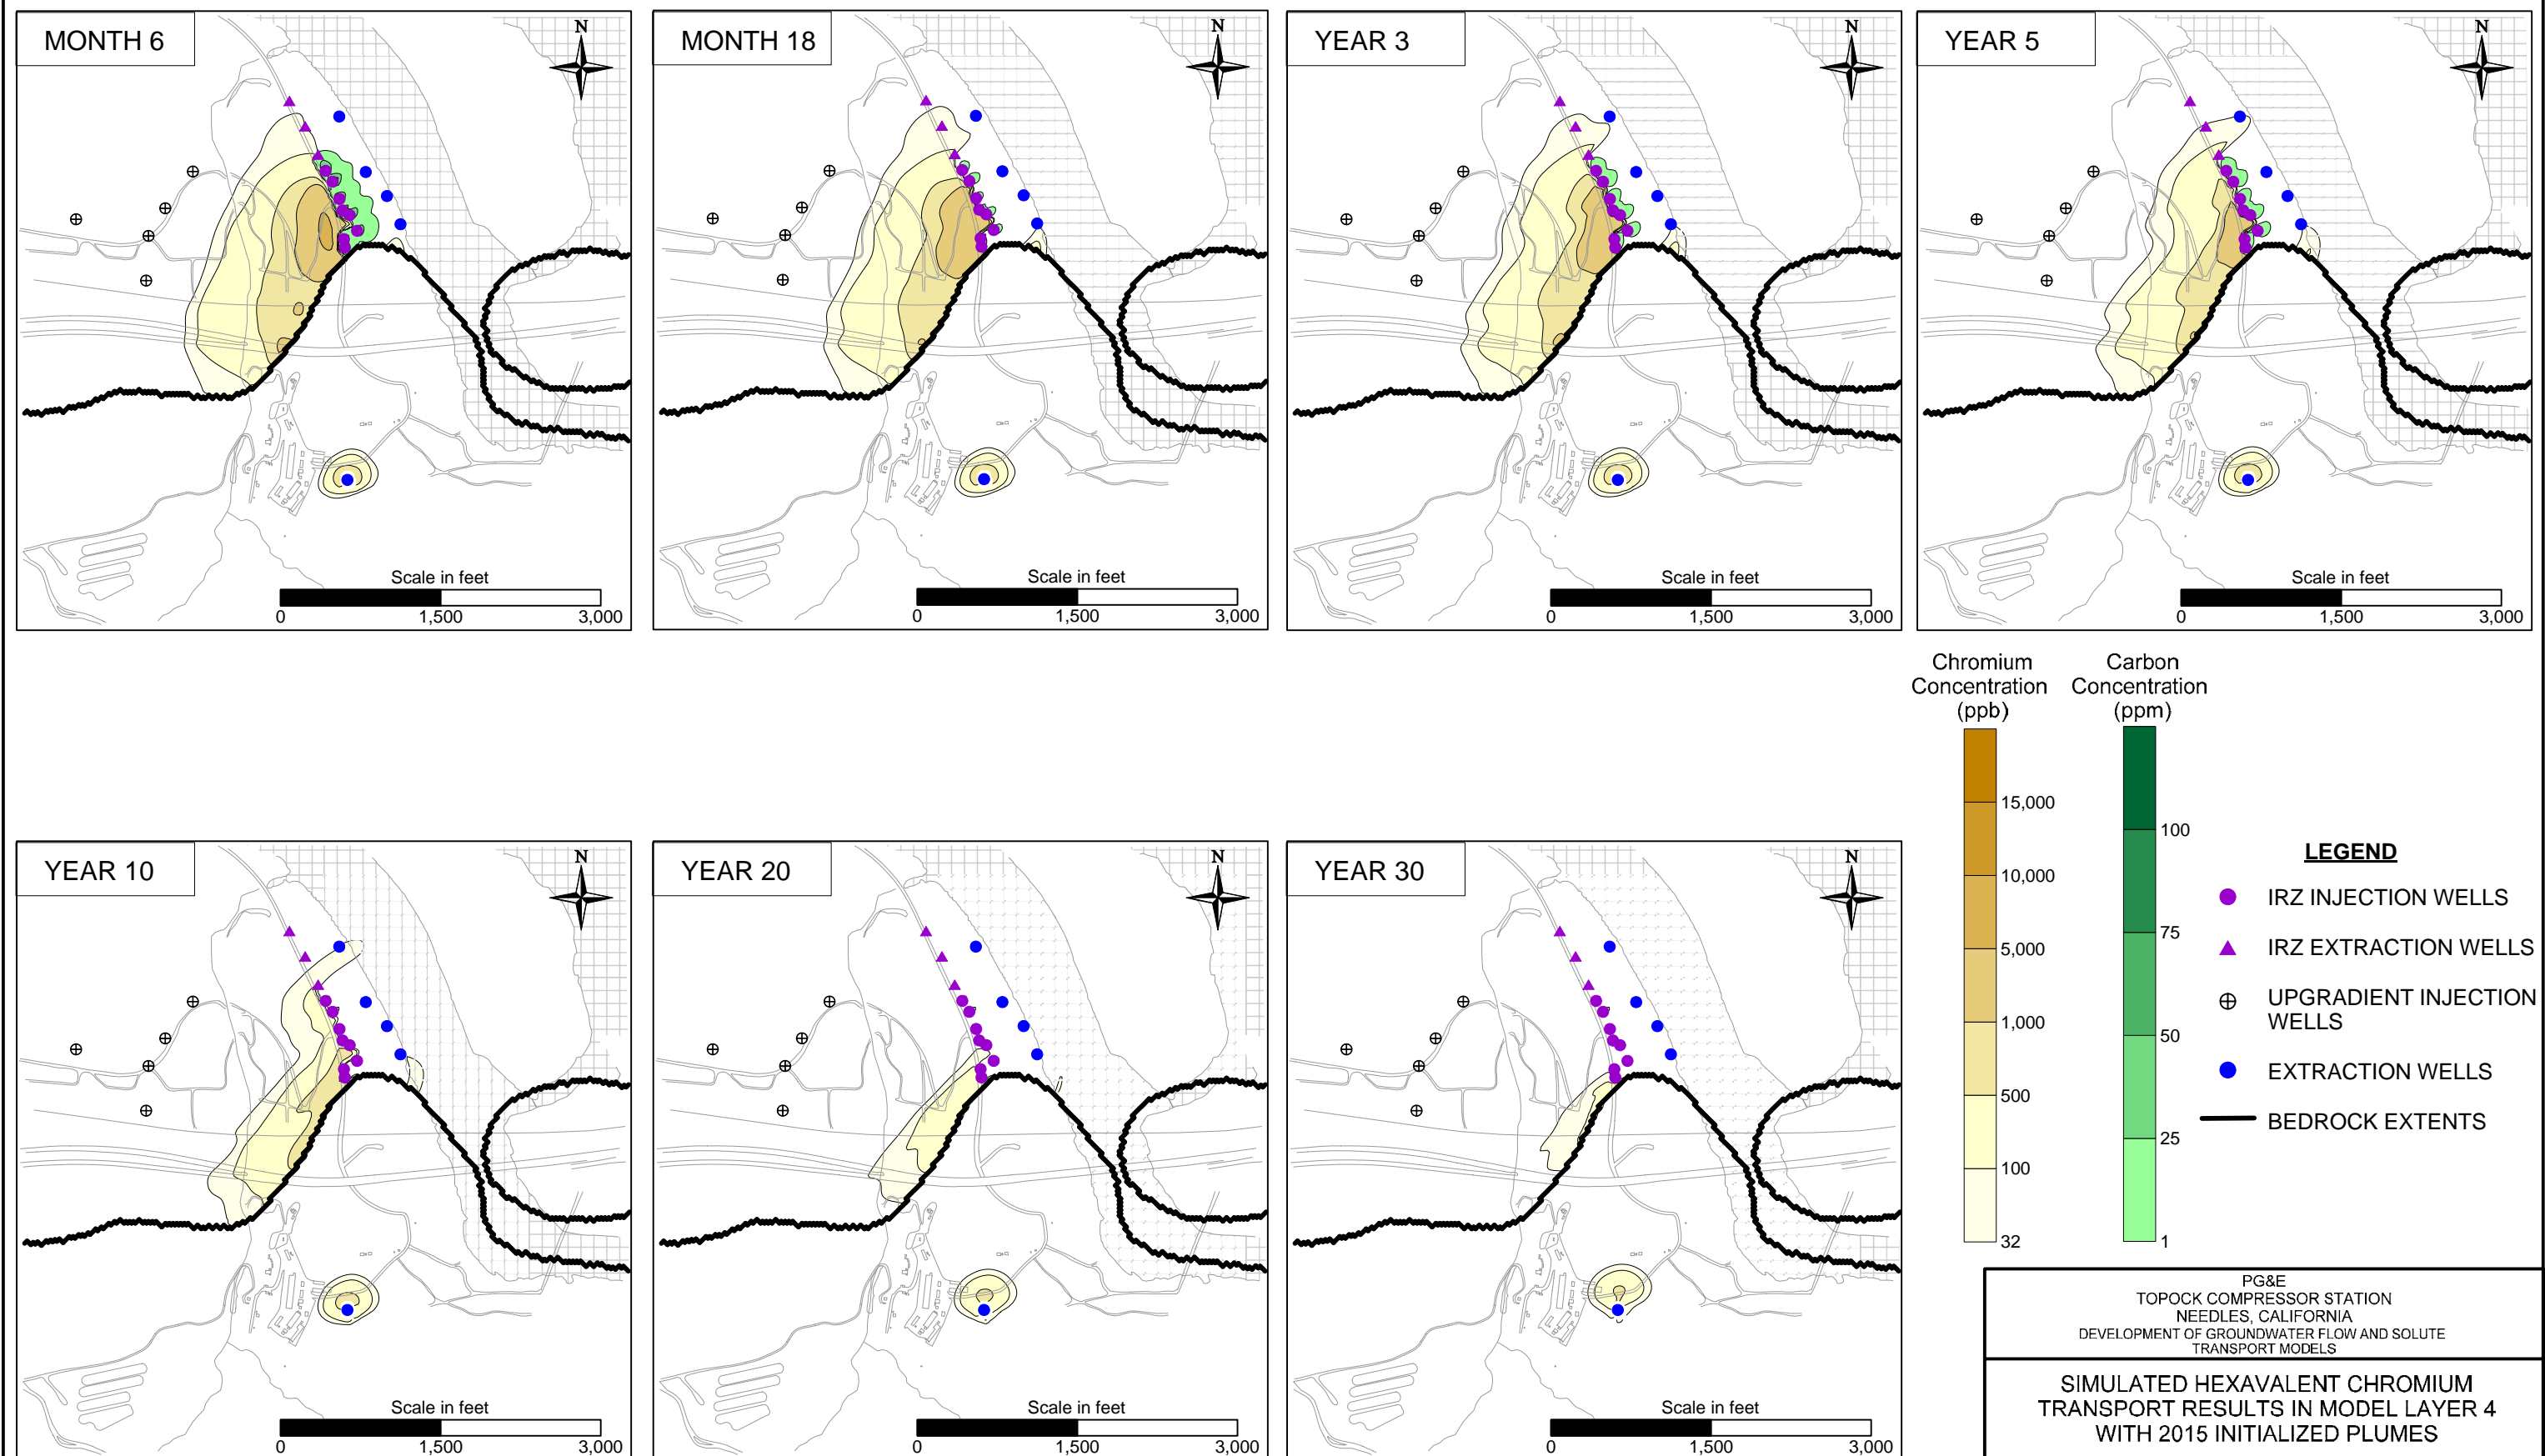 MONTH 6
N
Scale in feet
0 1,500 3,000
MONTH 18
N
Scale in feet
0 1,500 3,000
YEAR 3
N
Scale in feet
0 1,500 3,000
YEAR 5
N
Scale in feet
0 1,500 3,000
YEAR 10
N
Scale in feet
0 1,500 3,000
YEAR 20
N
Scale in feet
0 1,500 3,000
YEAR 30
N
Scale in feet
0 1,500 3,000
Chromium
Concentration
(ppb)
15,000
10,000
5,000
1,000
500
100
32
Carbon
Concentration
(ppm)
100
75
50
25
1
LEGEND
IRZ INJECTION WELLS
IRZ EXTRACTION WELLS
UPGRADIENT INJECTION
WELLS
EXTRACTION WELLS
BEDROCK EXTENTS
PG&E
TOPOCK COMPRESSOR STATION
NEEDLES, CALIFORNIA
DEVELOPMENT OF GROUNDWATER FLOW AND SOLUTE
TRANSPORT MODELS
SIMULATED HEXAVALENT CHROMIUM
TRANSPORT RESULTS IN MODEL LAYER 4
WITH 2015 INITIALIZED PLUMES